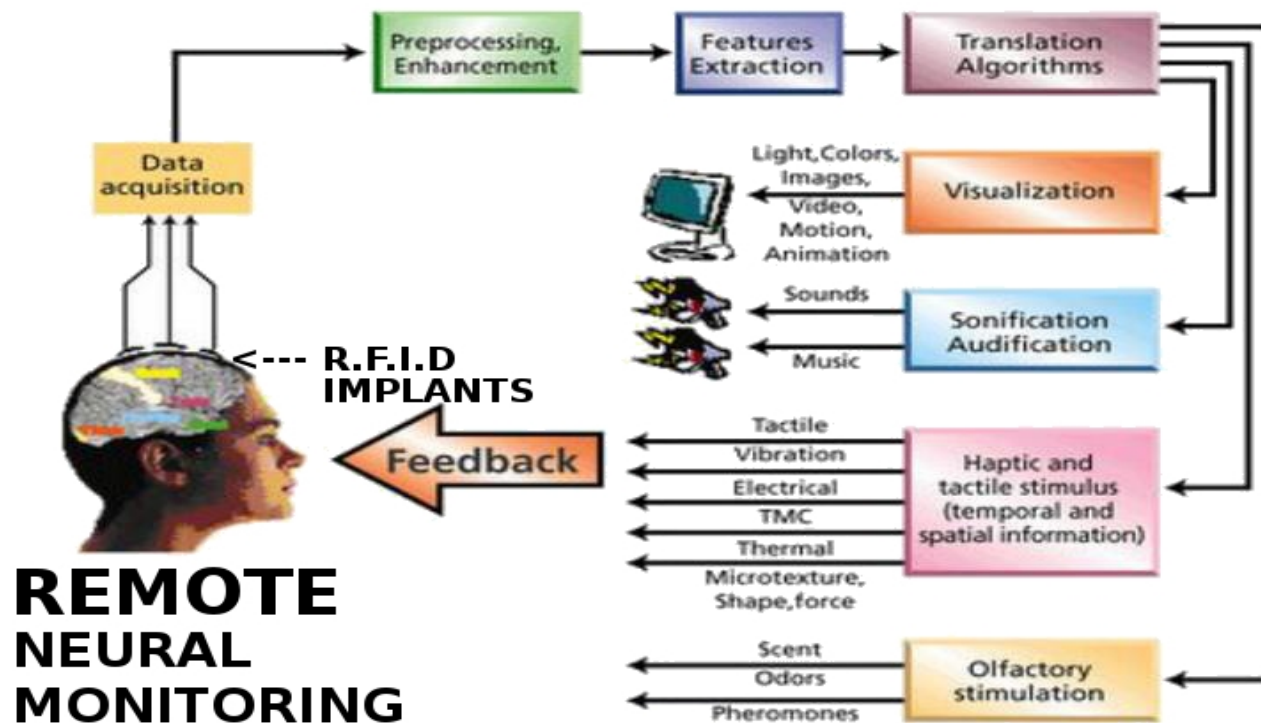 Preprocessing,
Enhancement
Features
Extraction
Translation
Algorithms
Data
acquisition
Light,Colors,
Images,
Video,
Motion,
Animation
Visualization
Sounds
Music
Sonification
Audification
<--- R.F.I.D
IMPLANTS
Feedback
Tactile
Vibration
Electrical
TMC
Thermal
Microtexture,
Shape,force
Haptic and
tactile stimulus
(temporal and
spatial information)
REMOTE
NEURAL
MONITORING
Scent
Odors
Pheromones
Olfactory
stimulation